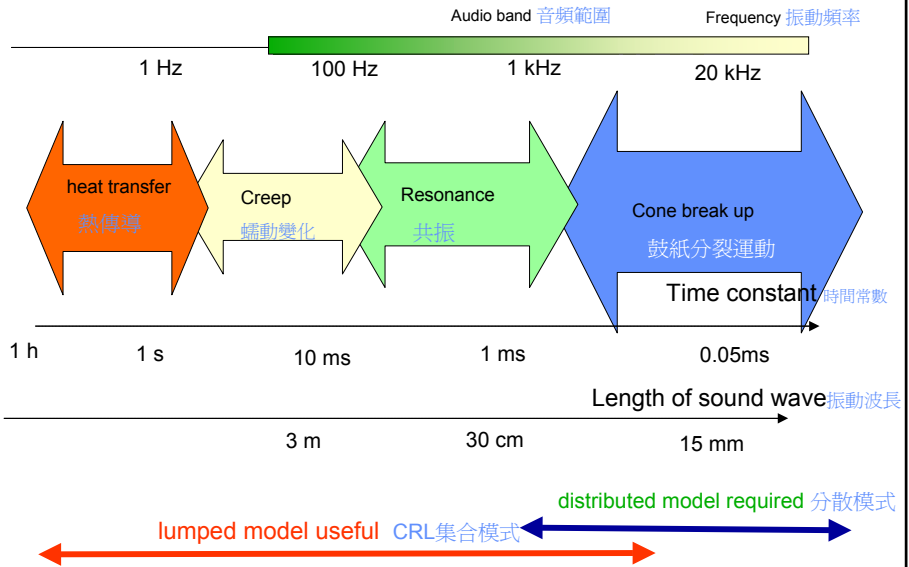 Audio band 音頻範圍
Frequency 振動頻率
1 Hz
100 Hz
1 kHz
20 kHz
heat transfer
熱傳導
Creep
蠕動變化
Resonance
共振
Cone break up
鼓紙分裂運動
Time constant 時間常數
1 h
1 s
10 ms
1 ms
0.05ms
Length of sound wave振動波長
3 m
30 cm
15 mm
distributed model required 分散模式
lumped model useful CRL集合模式